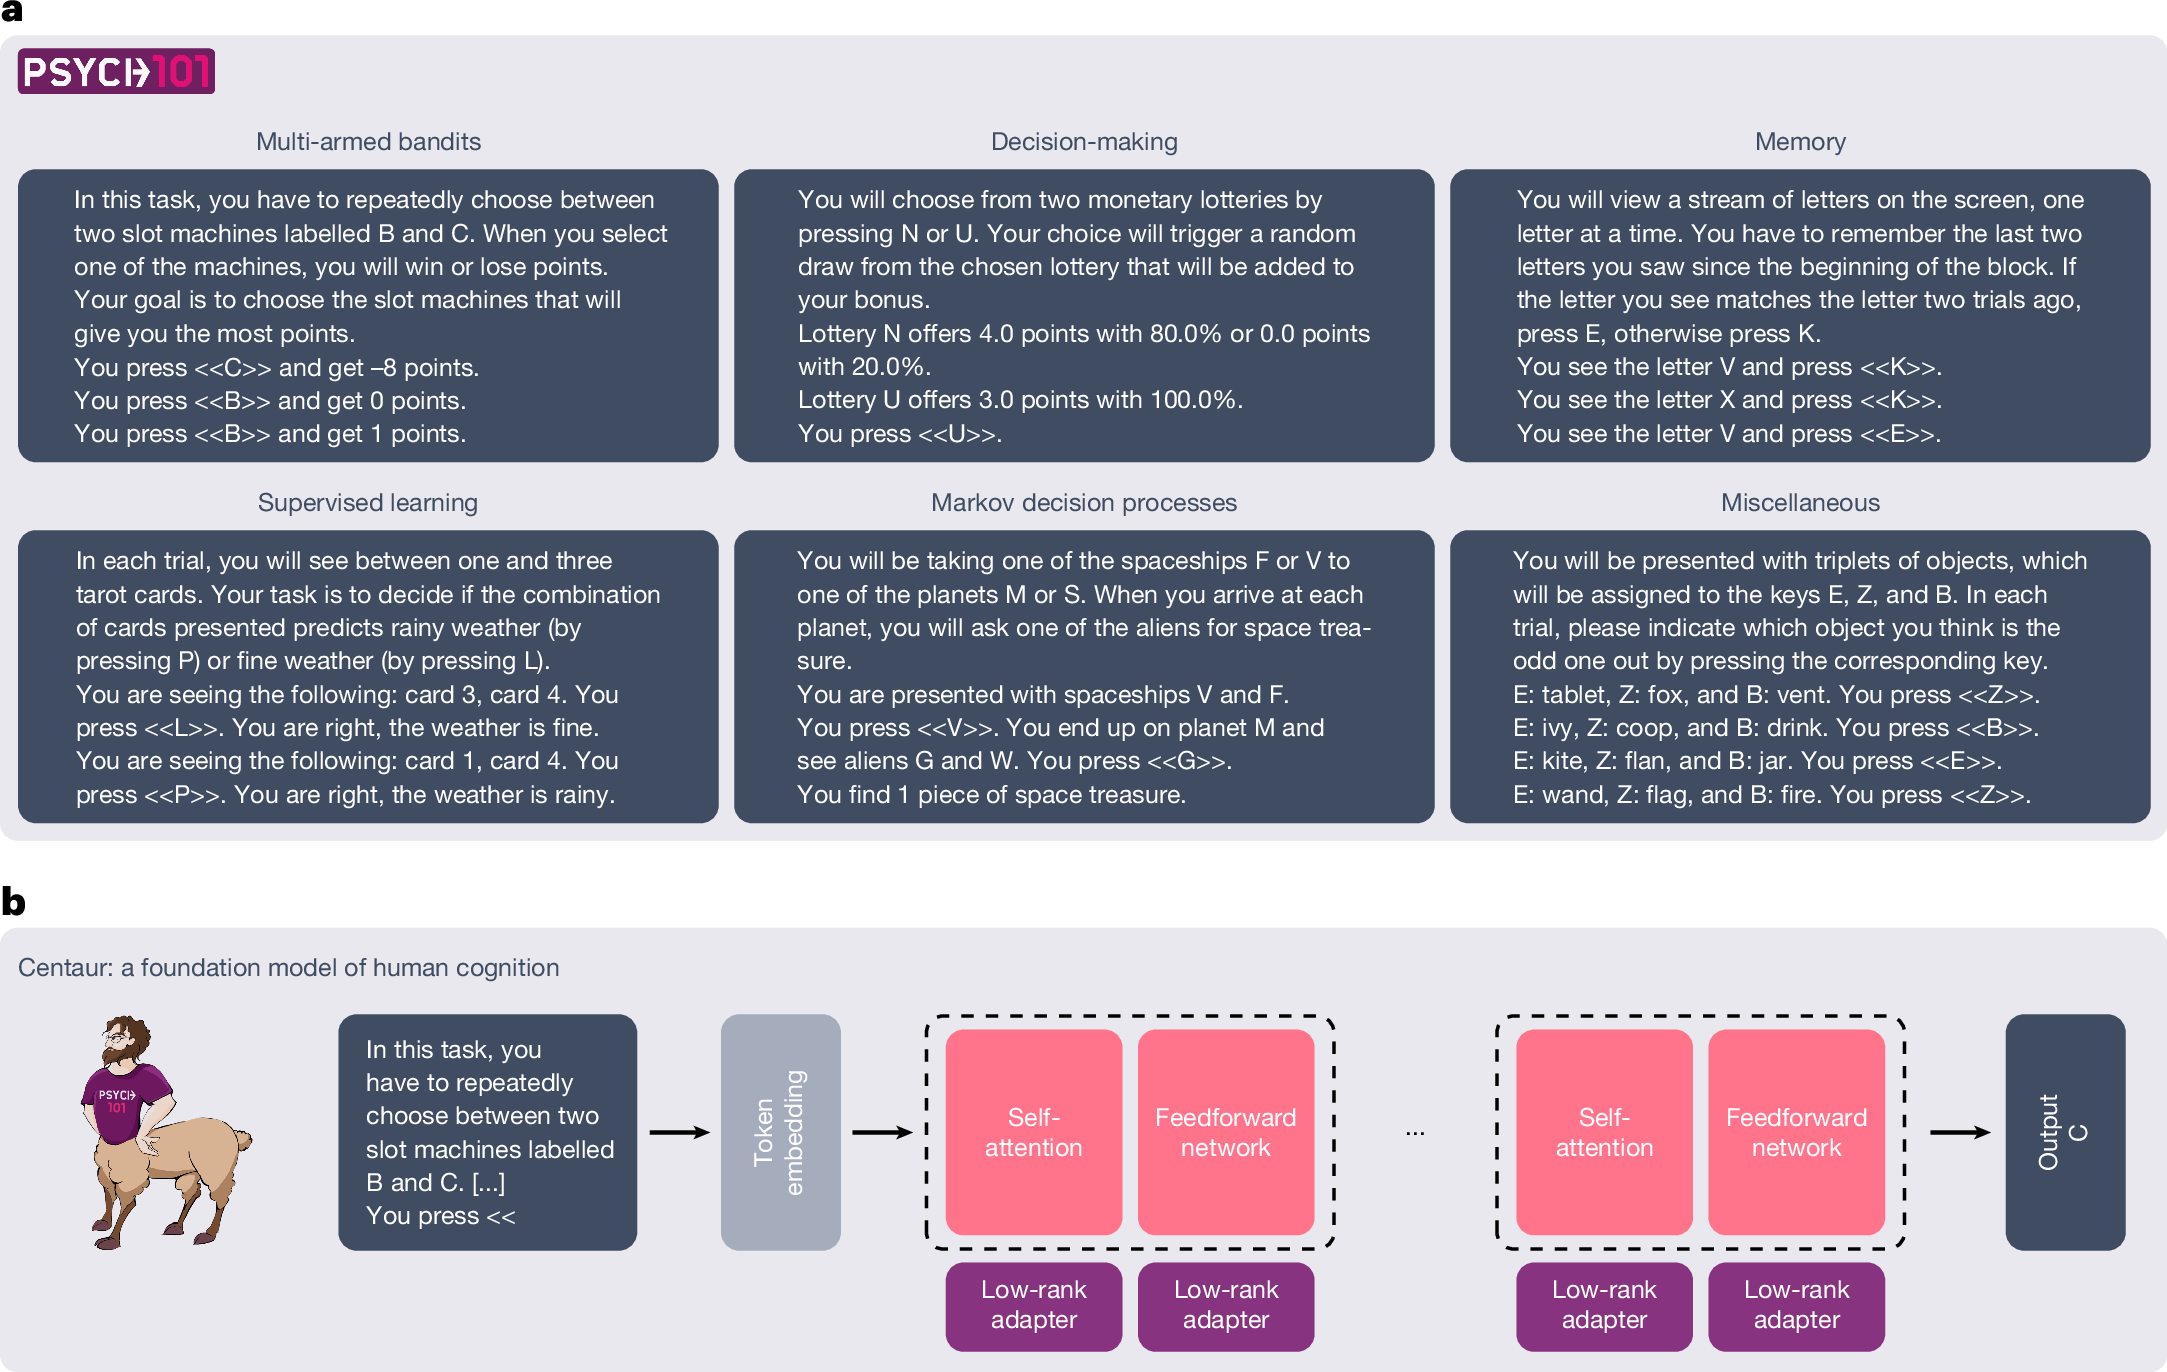 a
PSYCH101
Multi-armed bandits
In this task, you have to repeatedly choose between
two slot machines labelled B and C. When you select
one of the machines, you will win or lose points.
Your goal is to choose the slot machines that will
give you the most points.
You press <<C>> and get –8 points.
You press <<B>> and get 0 points.
You press <<B>> and get 1 points.
Decision-making
You will choose from two monetary lotteries by
pressing N or U. Your choice will trigger a random
draw from the chosen lottery that will be added to
your bonus.
Lottery N offers 4.0 points with 80.0% or 0.0 points
with 20.0%.
Lottery U offers 3.0 points with 100.0%.
You press <<U>>.
Memory
You will view a stream of letters on the screen, one
letter at a time. You have to remember the last two
letters you saw since the beginning of the block. If
the letter you see matches the letter two trials ago,
press E, otherwise press K.
You see the letter V and press <<K>>.
You see the letter X and press <<K>>.
You see the letter V and press <<E>>.
Supervised learning
In each trial, you will see between one and three
tarot cards. Your task is to decide if the combination
of cards presented predicts rainy weather (by
pressing P) or fine weather (by pressing L).
You are seeing the following: card 3, card 4. You
press <<L>>. You are right, the weather is fine.
You are seeing the following: card 1, card 4. You
press <<P>>. You are right, the weather is rainy.
Markov decision processes
You will be taking one of the spaceships F or V to
one of the planets M or S. When you arrive at each
planet, you will ask one of the aliens for space trea-
sure.
You are presented with spaceships V and F.
You press <<V>>. You end up on planet M and
see aliens G and W. You press <<G>>.
You find 1 piece of space treasure.
Miscellaneous
You will be presented with triplets of objects, which
will be assigned to the keys E, Z, and B. In each
trial, please indicate which object you think is the
odd one out by pressing the corresponding key.
E: tablet, Z: fox, and B: vent. You press <<Z>>.
E: ivy, Z: coop, and B: drink. You press <<B>>.
E: kite, Z: flan, and B: jar. You press <<E>>.
E: wand, Z: flag, and B: fire. You press <<Z>>.
b
Centaur: a foundation model of human cognition
PSYCH
101
In this task, you
have to repeatedly
choose between two
slot machines labelled
B and C. [...]
You press <<
Token
embedding
Self-
attention
Feedforward
network
Low-rank
adapter
Low-rank
adapter
...
Self-
attention
Feedforward
network
Low-rank
adapter
Low-rank
adapter
Output
C